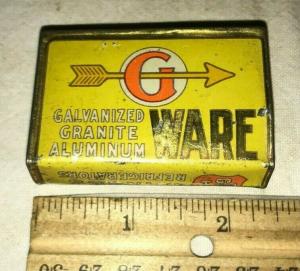 G
GALVANIZED
GRANITE
ALUMINUM WARE
REFRIGERATORS
1 2